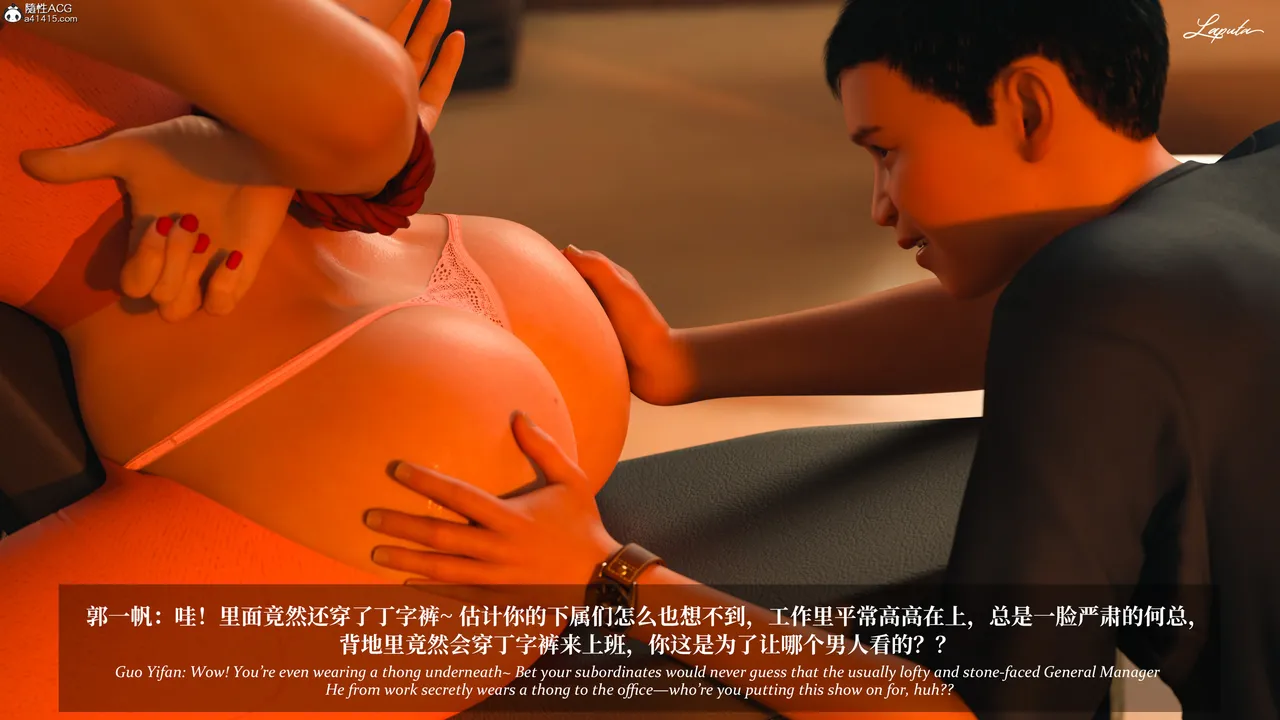 隨性ACG
a41415.com
Laputa
郭一帆：哇！里面竟然还穿了丁字裤~ 估计你的下属们怎么也想不到，工作里平常高高在上，总是一脸严肃的何总，
背地里竟然会穿丁字裤来上班，你这是为了让哪个男人看的？？
Guo Yifan: Wow! You're even wearing a thong underneath~ Bet your subordinates would never guess that the usually lofty and stone-faced General Manager
He from work secretly wears a thong to the office—who're you putting this show on for, huh??